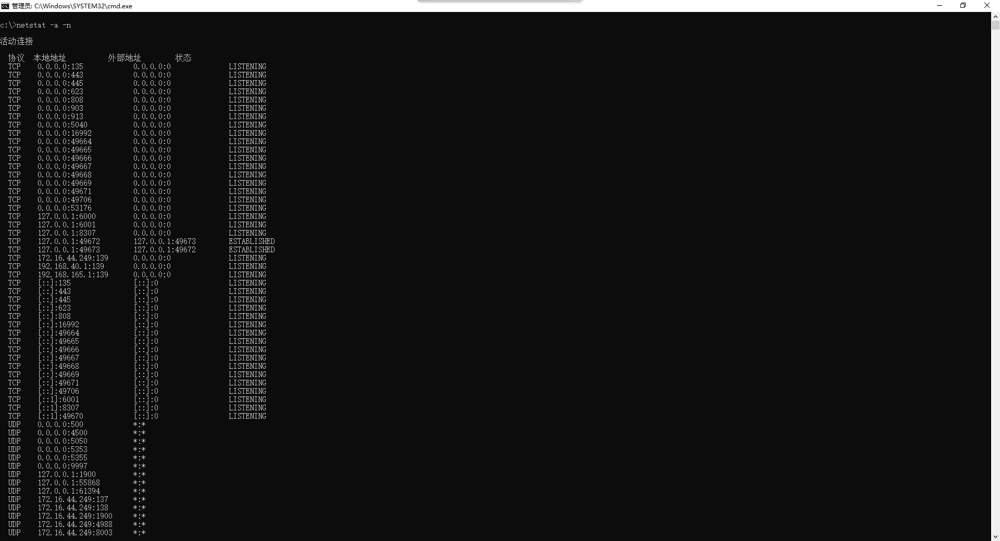 管理员: C:\Windows\SYSTEM32\cmd.exe
c:\>netstat -a -n
活动连接
协议  本地地址          外部地址        状态
TCP    0.0.0.0:135            0.0.0.0:0              LISTENING
TCP    0.0.0.0:443            0.0.0.0:0              LISTENING
TCP    0.0.0.0:445            0.0.0.0:0              LISTENING
TCP    0.0.0.0:623            0.0.0.0:0              LISTENING
TCP    0.0.0.0:808            0.0.0.0:0              LISTENING
TCP    0.0.0.0:903            0.0.0.0:0              LISTENING
TCP    0.0.0.0:913            0.0.0.0:0              LISTENING
TCP    0.0.0.0:5040           0.0.0.0:0              LISTENING
TCP    0.0.0.0:16992          0.0.0.0:0              LISTENING
TCP    0.0.0.0:49664          0.0.0.0:0              LISTENING
TCP    0.0.0.0:49665          0.0.0.0:0              LISTENING
TCP    0.0.0.0:49666          0.0.0.0:0              LISTENING
TCP    0.0.0.0:49667          0.0.0.0:0              LISTENING
TCP    0.0.0.0:49668          0.0.0.0:0              LISTENING
TCP    0.0.0.0:49669          0.0.0.0:0              LISTENING
TCP    0.0.0.0:49671          0.0.0.0:0              LISTENING
TCP    0.0.0.0:49706          0.0.0.0:0              LISTENING
TCP    0.0.0.0:53176          0.0.0.0:0              LISTENING
TCP    127.0.0.1:6000         0.0.0.0:0              LISTENING
TCP    127.0.0.1:6001         0.0.0.0:0              LISTENING
TCP    127.0.0.1:8307         0.0.0.0:0              LISTENING
TCP    127.0.0.1:49672        127.0.0.1:49673        ESTABLISHED
TCP    127.0.0.1:49673        127.0.0.1:49672        ESTABLISHED
TCP    172.16.44.249:139      0.0.0.0:0              LISTENING
TCP    192.168.40.1:139       0.0.0.0:0              LISTENING
TCP    192.168.165.1:139      0.0.0.0:0              LISTENING
TCP    [::]:135               [::]:0                 LISTENING
TCP    [::]:443               [::]:0                 LISTENING
TCP    [::]:445               [::]:0                 LISTENING
TCP    [::]:623               [::]:0                 LISTENING
TCP    [::]:808               [::]:0                 LISTENING
TCP    [::]:16992             [::]:0                 LISTENING
TCP    [::]:49664             [::]:0                 LISTENING
TCP    [::]:49665             [::]:0                 LISTENING
TCP    [::]:49666             [::]:0                 LISTENING
TCP    [::]:49667             [::]:0                 LISTENING
TCP    [::]:49668             [::]:0                 LISTENING
TCP    [::]:49669             [::]:0                 LISTENING
TCP    [::]:49671             [::]:0                 LISTENING
TCP    [::]:49706             [::]:0                 LISTENING
TCP    [::1]:6001             [::]:0                 LISTENING
TCP    [::1]:8307             [::]:0                 LISTENING
TCP    [::1]:49670            [::]:0                 LISTENING
UDP    0.0.0.0:500            *:*
UDP    0.0.0.0:4500           *:*
UDP    0.0.0.0:5050           *:*
UDP    0.0.0.0:5353           *:*
UDP    0.0.0.0:5355           *:*
UDP    0.0.0.0:9997           *:*
UDP    127.0.0.1:1900         *:*
UDP    127.0.0.1:55868        *:*
UDP    127.0.0.1:61394        *:*
UDP    172.16.44.249:137      *:*
UDP    172.16.44.249:138      *:*
UDP    172.16.44.249:1900     *:*
UDP    172.16.44.249:4988     *:*
UDP    172.16.44.249:8003     *:*